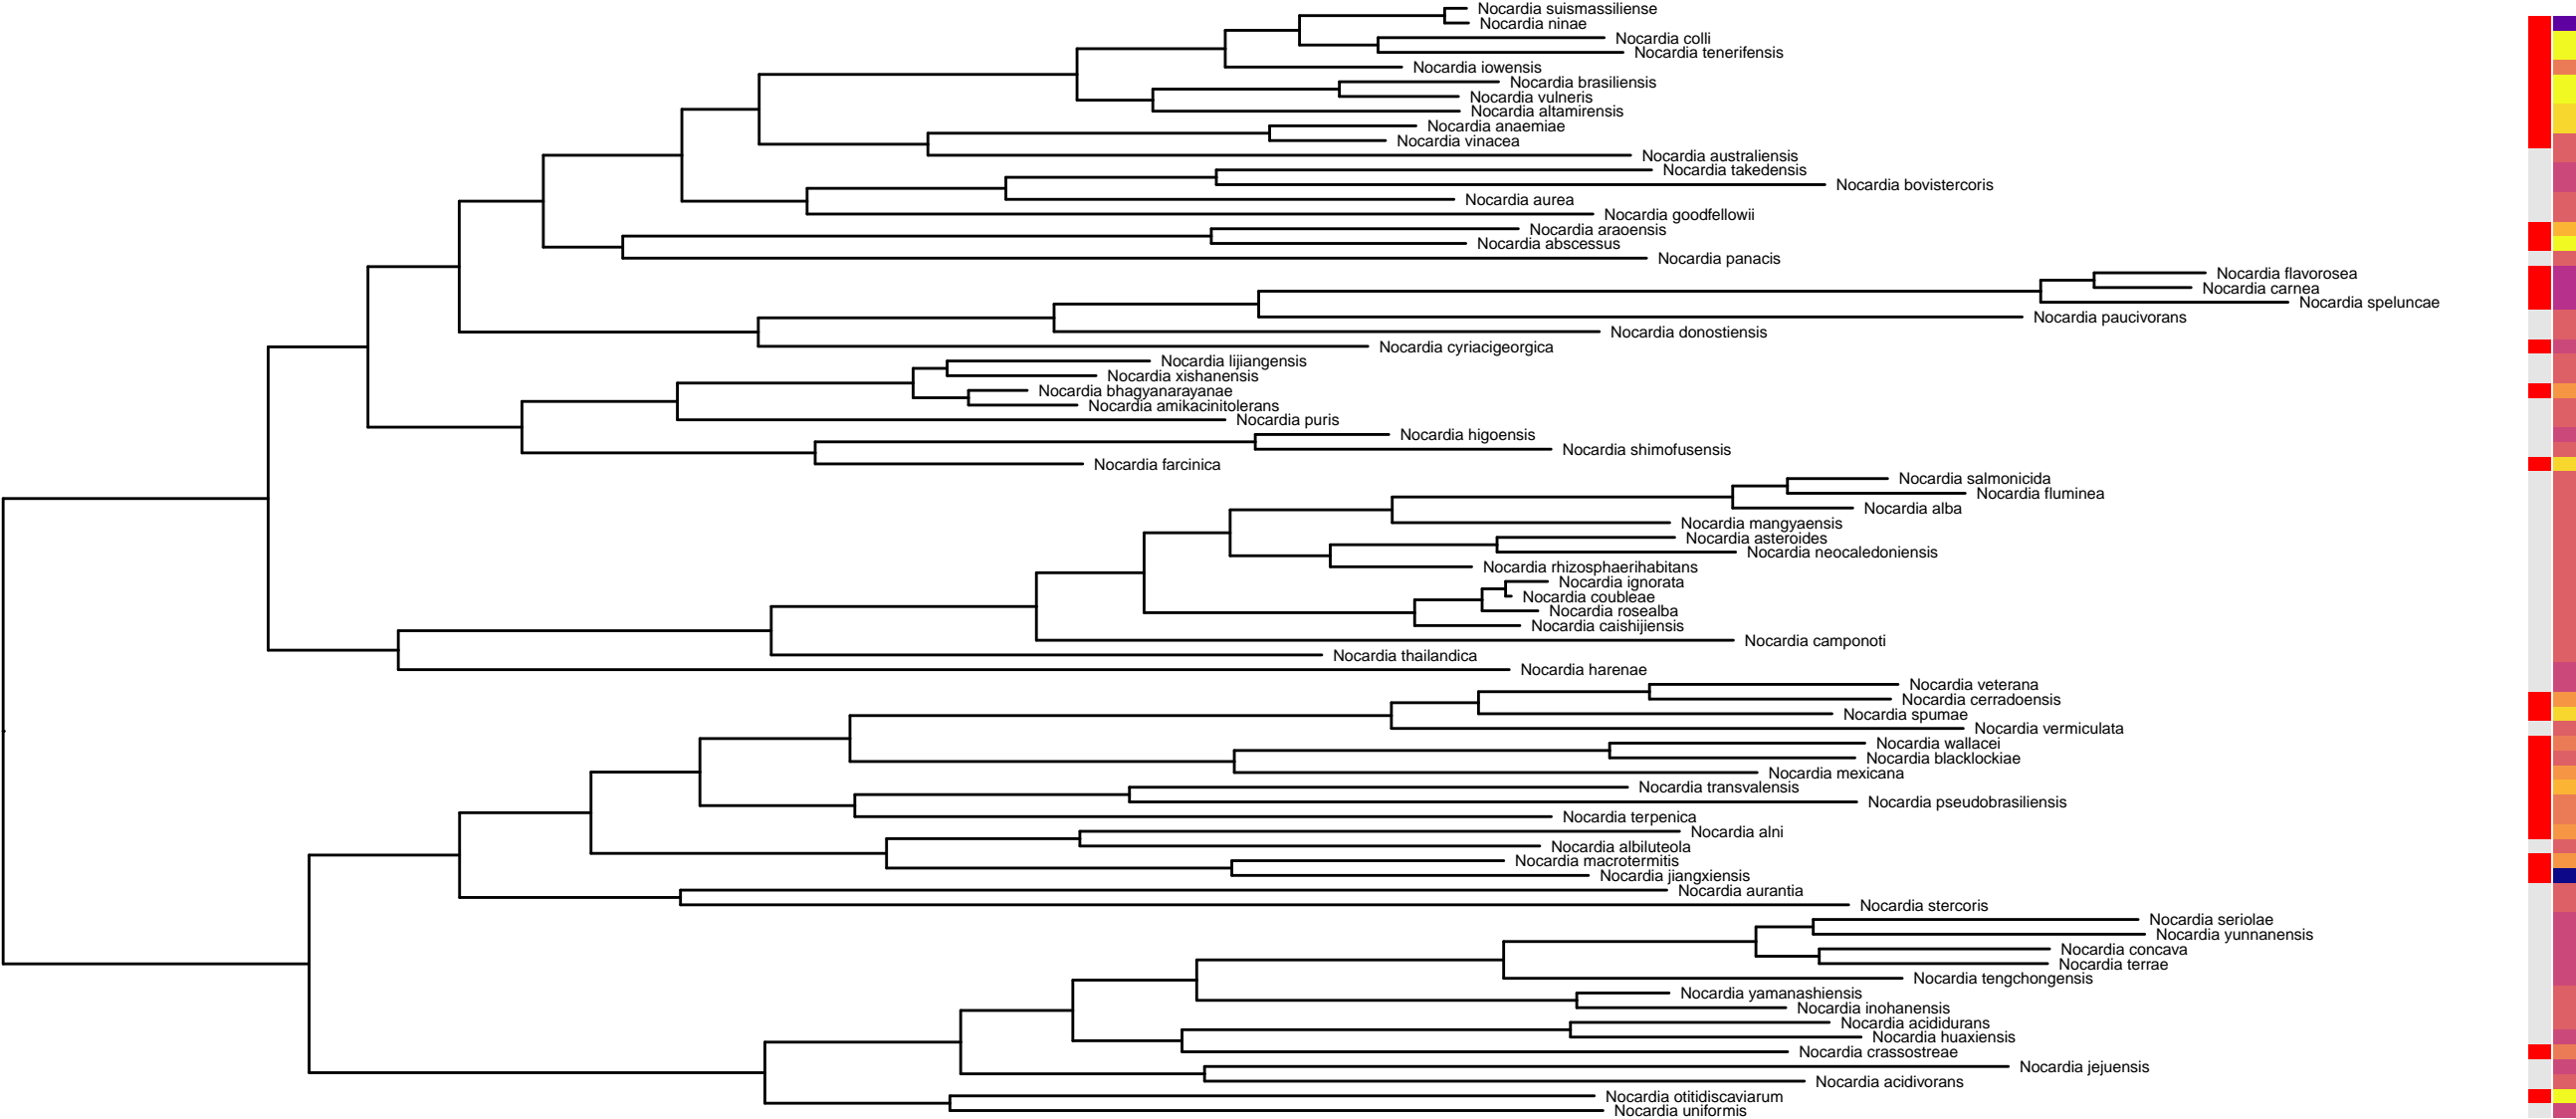 Nocardia suismassiliense
Nocardia ninae
Nocardia colli
Nocardia tenerifensis
Nocardia iowensis
Nocardia brasiliensis
Nocardia vulneris
Nocardia altamirensis
Nocardia anaemiae
Nocardia vinacea
Nocardia australiensis
Nocardia takedensis
Nocardia bovistercoris
Nocardia aurea
Nocardia goodfellowii
Nocardia araoensis
Nocardia abscessus
Nocardia panacis
Nocardia flavorosea
Nocardia carnea
Nocardia speluncae
Nocardia paucivorans
Nocardia donostiensis
Nocardia cyriacigeorgica
Nocardia lijiangensis
Nocardia xishanensis
Nocardia bhagyanarayanae
Nocardia amikacinitolerans
Nocardia puris
Nocardia higoensis
Nocardia shimofusensis
Nocardia farcinica
Nocardia salmonicida
Nocardia fluminea
Nocardia alba
Nocardia mangyaensis
Nocardia asteroides
Nocardia neocaledoniensis
Nocardia rhizosphaerihabitans
Nocardia ignorata
Nocardia coubleae
Nocardia rosealba
Nocardia caishijiensis
Nocardia camponoti
Nocardia thailandica
Nocardia harenae
Nocardia veterana
Nocardia cerradoensis
Nocardia spumae
Nocardia vermiculata
Nocardia wallacei
Nocardia blacklockiae
Nocardia mexicana
Nocardia transvalensis
Nocardia pseudobrasiliensis
Nocardia terpenica
Nocardia alni
Nocardia albiluteola
Nocardia macrotermitis
Nocardia jiangxiensis
Nocardia aurantia
Nocardia stercoris
Nocardia seriolae
Nocardia yunnanensis
Nocardia concava
Nocardia terrae
Nocardia tengchongensis
Nocardia yamanashiensis
Nocardia inohanensis
Nocardia acididurans
Nocardia huaxiensis
Nocardia crassostreae
Nocardia jejuensis
Nocardia acidivorans
Nocardia otitidiscaviarum
Nocardia uniformis